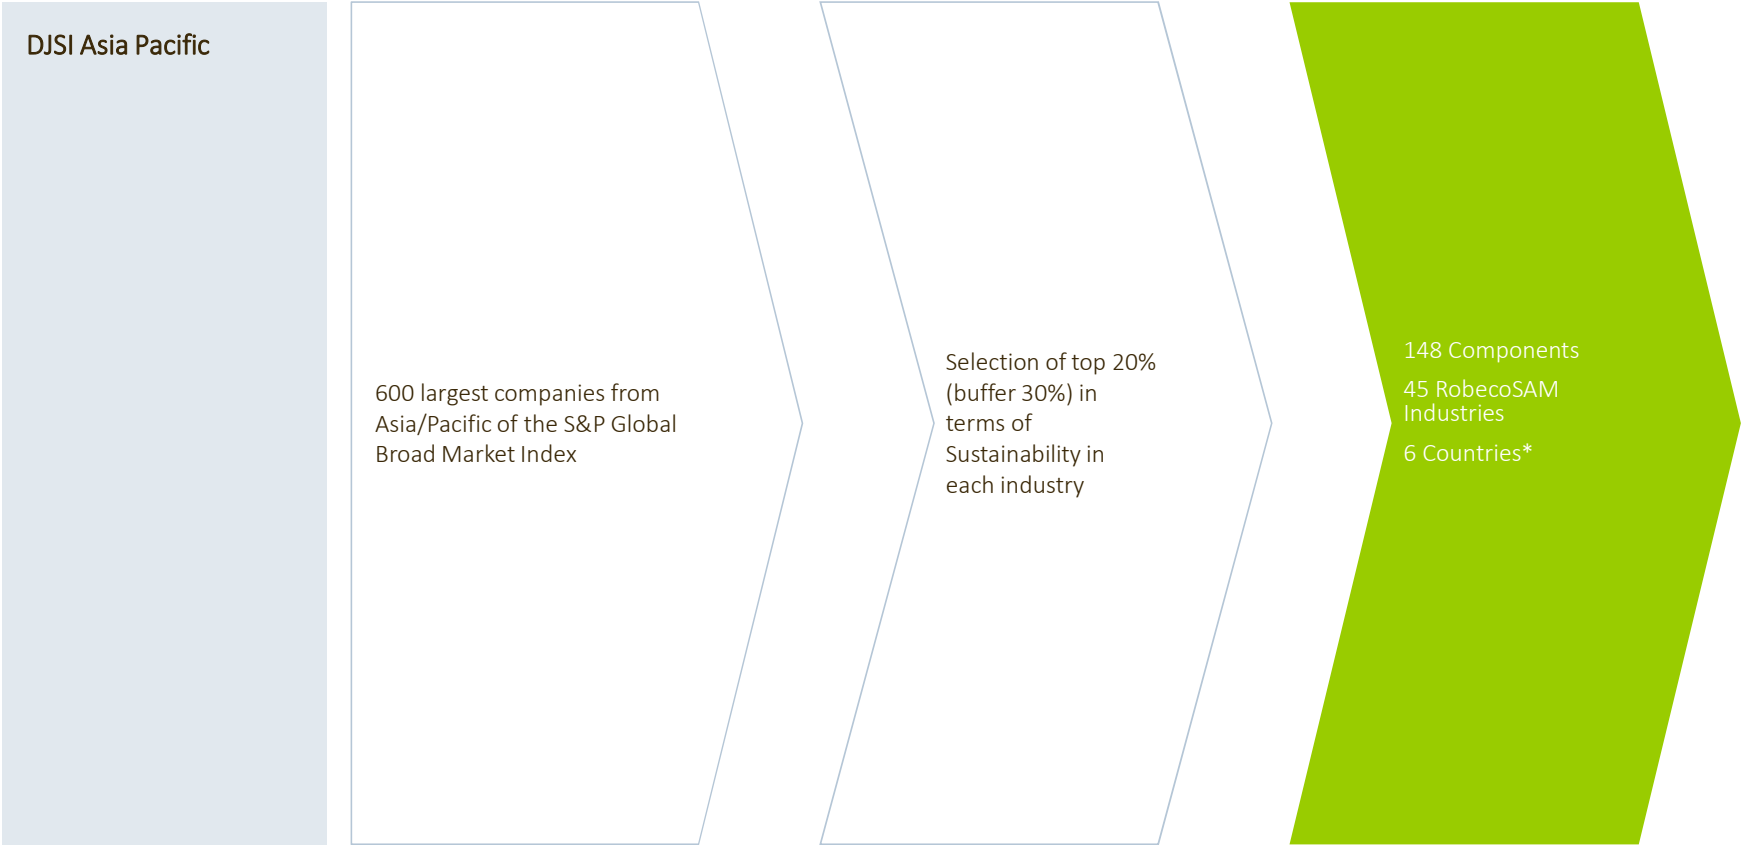 DJSI Asia Pacific
600 largest companies from
Asia/Pacific of the S&P Global
Broad Market Index
Selection of top 20%
(buffer 30%) in
terms of
Sustainability in
each industry
148 Components
45 RobecoSAM
Industries
6 Countries*